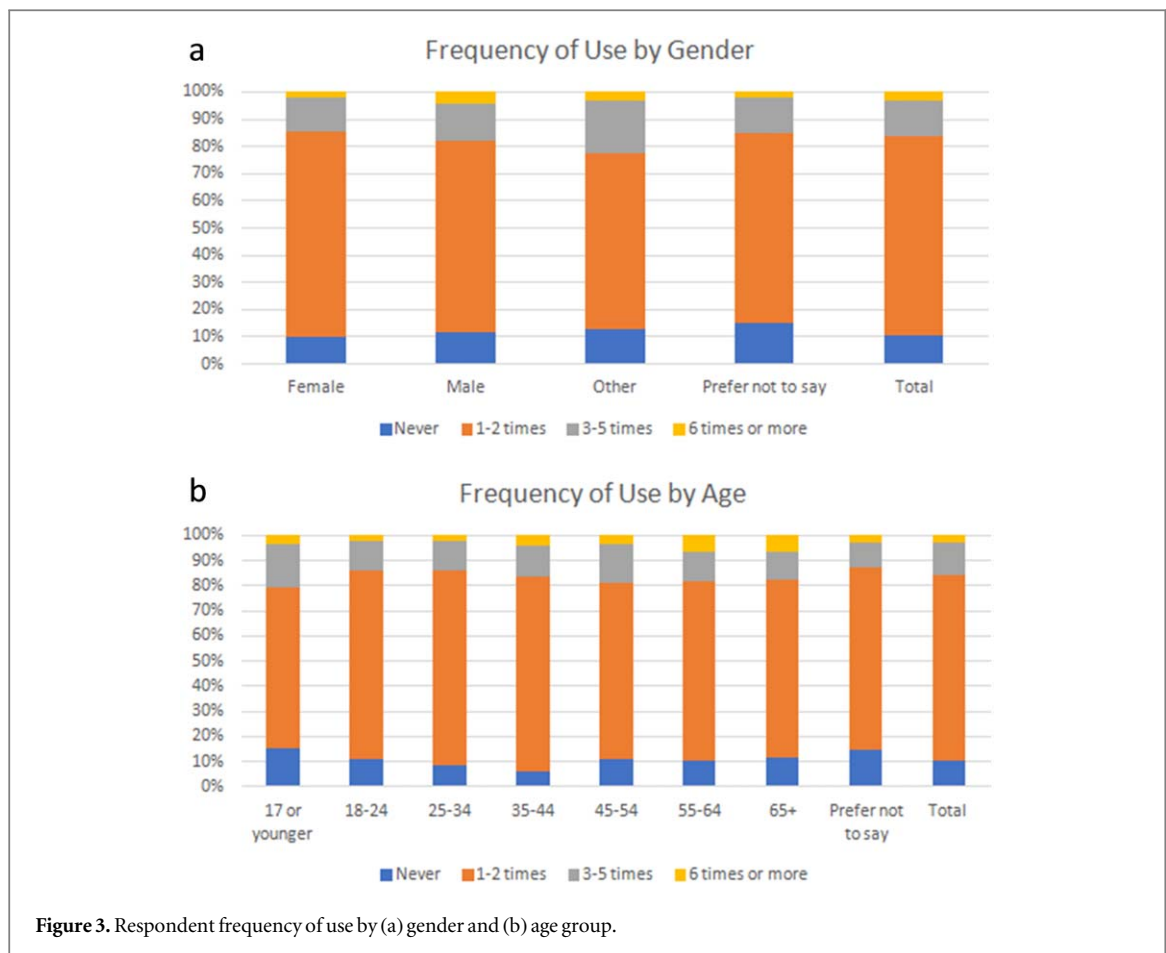 a
Frequency of Use by Gender
100%
90%
80%
70%
60%
50%
40%
30%
20%
10%
0%
Female Male Other Prefer not to say Total
Never 1-2 times 3-5 times 6 times or more
b
Frequency of Use by Age
100%
90%
80%
70%
60%
50%
40%
30%
20%
10%
0%
17 or younger 18-24 25-34 35-44 45-54 55-64 65+ Prefer not to say Total
Never 1-2 times 3-5 times 6 times or more
Figure 3. Respondent frequency of use by (a) gender and (b) age group.